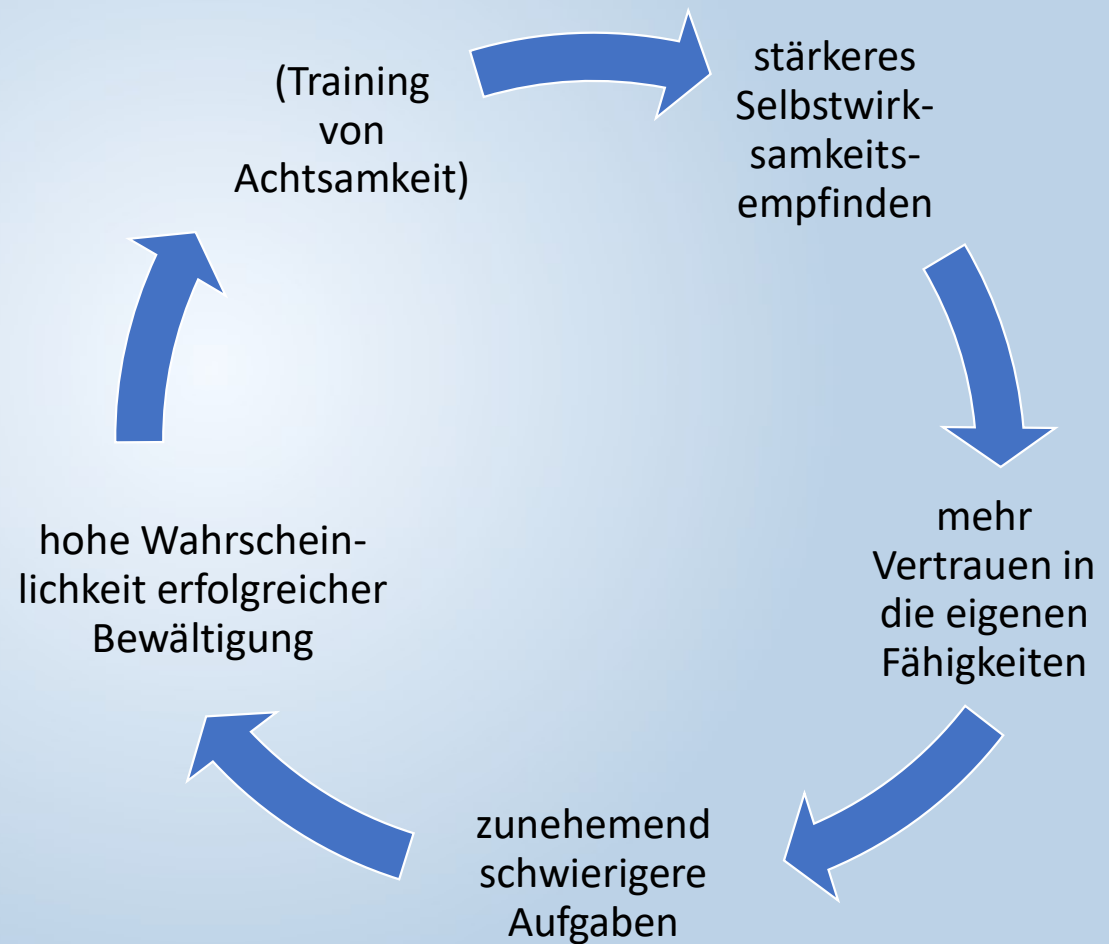 (Training
von
Achtsamkeit)
stärkeres
Selbstwirk-
samkeits-
empfinden
mehr
Vertrauen in
die eigenen
Fähigkeiten
zunehemend
schwierigere
Aufgaben
hohe Wahrschein-
lichkeit erfolgreicher
Bewältigung